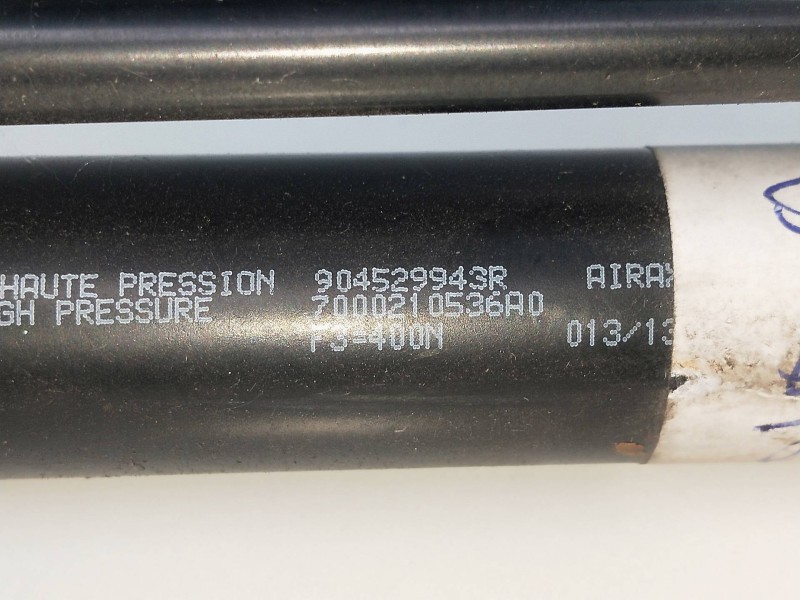 HAUTE PRESSION 904529943R AIRAX
GH PRESSURE 7000210536A0
F3=400N 013/13